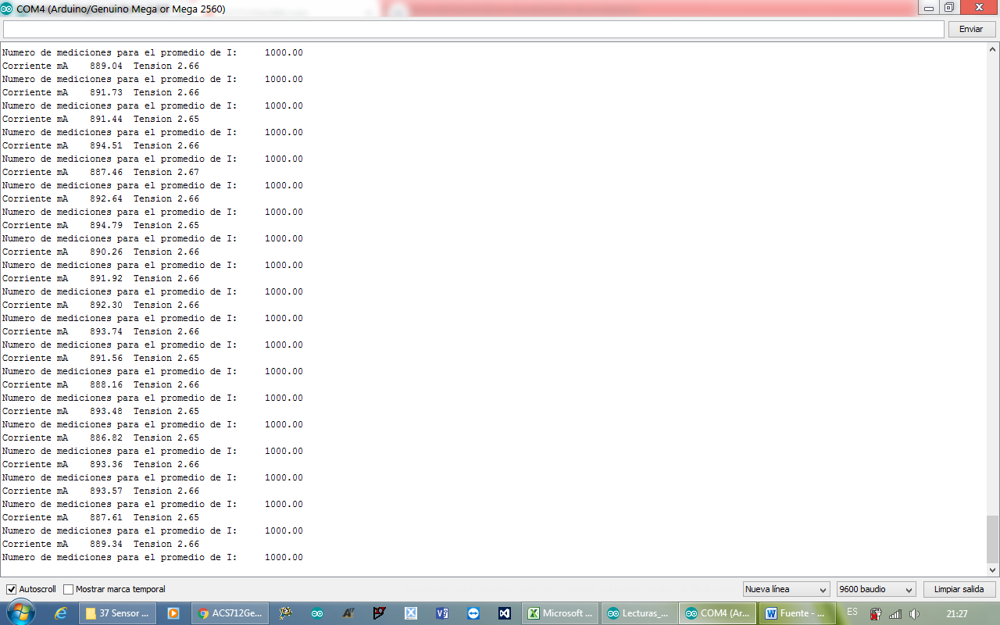 COM4 (Arduino/Genuino Mega or Mega 2560)
Enviar
Numero de mediciones para el promedio de I: 1000.00
Corriente mA 889.04 Tension 2.66
Numero de mediciones para el promedio de I: 1000.00
Corriente mA 891.73 Tension 2.66
Numero de mediciones para el promedio de I: 1000.00
Corriente mA 891.44 Tension 2.65
Numero de mediciones para el promedio de I: 1000.00
Corriente mA 894.51 Tension 2.66
Numero de mediciones para el promedio de I: 1000.00
Corriente mA 887.46 Tension 2.67
Numero de mediciones para el promedio de I: 1000.00
Corriente mA 892.64 Tension 2.66
Numero de mediciones para el promedio de I: 1000.00
Corriente mA 894.79 Tension 2.65
Numero de mediciones para el promedio de I: 1000.00
Corriente mA 890.26 Tension 2.66
Numero de mediciones para el promedio de I: 1000.00
Corriente mA 891.92 Tension 2.66
Numero de mediciones para el promedio de I: 1000.00
Corriente mA 892.30 Tension 2.66
Numero de mediciones para el promedio de I: 1000.00
Corriente mA 893.74 Tension 2.66
Numero de mediciones para el promedio de I: 1000.00
Corriente mA 891.56 Tension 2.65
Numero de mediciones para el promedio de I: 1000.00
Corriente mA 888.16 Tension 2.66
Numero de mediciones para el promedio de I: 1000.00
Corriente mA 893.48 Tension 2.65
Numero de mediciones para el promedio de I: 1000.00
Corriente mA 886.82 Tension 2.65
Numero de mediciones para el promedio de I: 1000.00
Corriente mA 893.36 Tension 2.66
Numero de mediciones para el promedio de I: 1000.00
Corriente mA 893.57 Tension 2.66
Numero de mediciones para el promedio de I: 1000.00
Corriente mA 887.61 Tension 2.65
Numero de mediciones para el promedio de I: 1000.00
Corriente mA 889.34 Tension 2.66
Numero de mediciones para el promedio de I: 1000.00
Autoscroll Mostrar marca temporal Nueva línea 9600 baudio Limpiar salida
37 Sensor ... ACS712Ge... Microsoft ... Lecturas_... COM4 (Ar... Fuente - ... ES 21:27